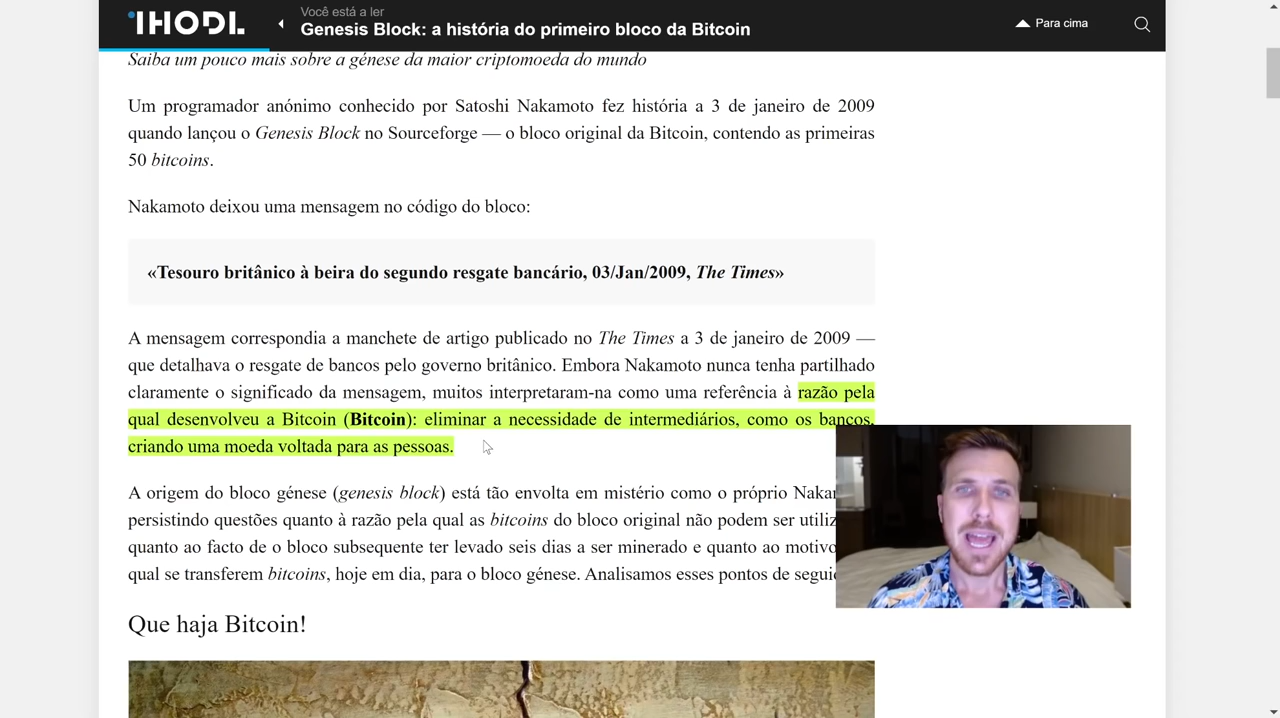 IHODL
Você está a ler
Genesis Block: a história do primeiro bloco da Bitcoin
Para cima
Saiba um pouco mais sobre a génese da maior criptomoeda do mundo
Um programador anónimo conhecido por Satoshi Nakamoto fez história a 3 de janeiro de 2009
quando lançou o Genesis Block no Sourceforge — o bloco original da Bitcoin, contendo as primeiras
50 bitcoins.
Nakamoto deixou uma mensagem no código do bloco:
«Tesouro britânico à beira do segundo resgate bancário, 03/Jan/2009, The Times»
A mensagem correspondia a manchete de artigo publicado no The Times a 3 de janeiro de 2009 —
que detalhava o resgate de bancos pelo governo britânico. Embora Nakamoto nunca tenha partilhado
claramente o significado da mensagem, muitos interpretaram-na como uma referência à razão pela
qual desenvolveu a Bitcoin (Bitcoin): eliminar a necessidade de intermediários, como os bancos,
criando uma moeda voltada para as pessoas.
A origem do bloco génese (genesis block) está tão envolta em mistério como o próprio Nakam
persistindo questões quanto à razão pela qual as bitcoins do bloco original não podem ser utiliz
quanto ao facto de o bloco subsequente ter levado seis dias a ser minerado e quanto ao motivo
qual se transferem bitcoins, hoje em dia, para o bloco génese. Analisamos esses pontos de segui
Que haja Bitcoin!